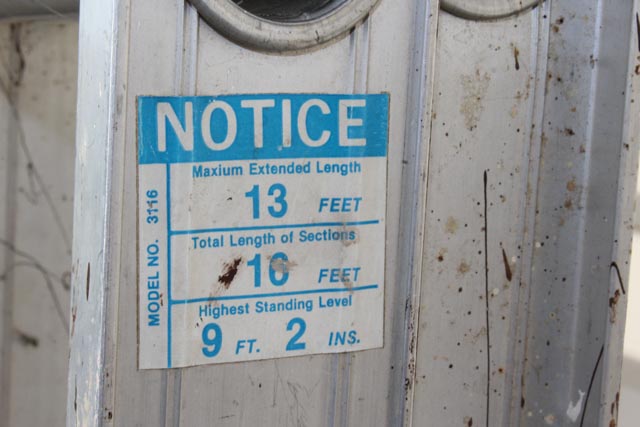 NOTICE
Maxium Extended Length
13 FEET
Total Length of Sections
16 FEET
Highest Standing Level
9 FT. 2 INS.
MODEL NO. 3116